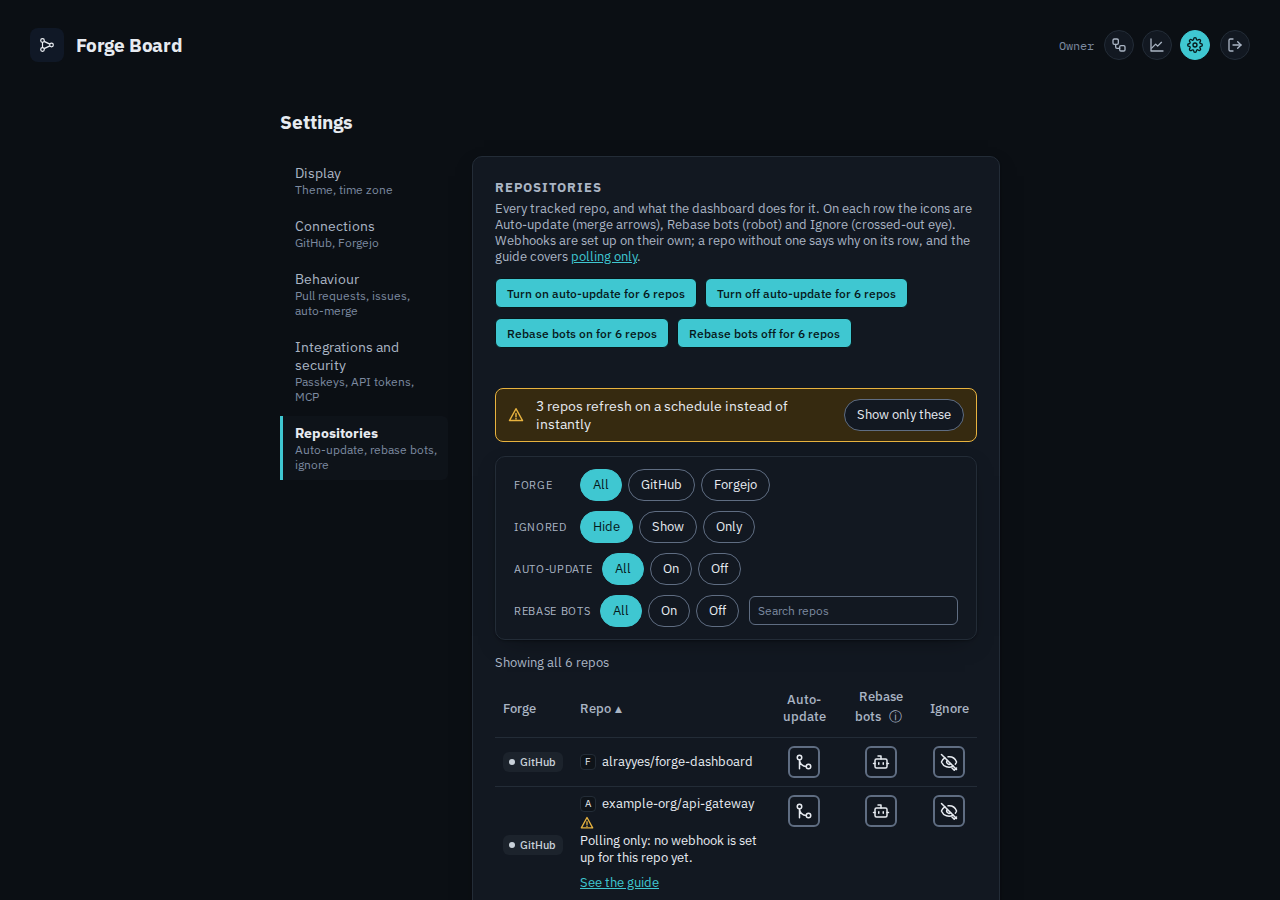 Forge Board
Owner
Settings
Display
Theme, time zone
Connections
GitHub, Forgejo
Behaviour
Pull requests, issues,
auto-merge
Integrations and
security
Passkeys, API tokens,
MCP
Repositories
Auto-update, rebase bots,
ignore
REPOSITORIES
Every tracked repo, and what the dashboard does for it. On each row the icons are
Auto-update (merge arrows), Rebase bots (robot) and Ignore (crossed-out eye).
Webhooks are set up on their own; a repo without one says why on its row, and the
guide covers polling only.
Turn on auto-update for 6 repos
Turn off auto-update for 6 repos
Rebase bots on for 6 repos
Rebase bots off for 6 repos
3 repos refresh on a schedule instead of
instantly
Show only these
FORGE All GitHub Forgejo
IGNORED Hide Show Only
AUTO-UPDATE All On Off
REBASE BOTS All On Off Search repos
Showing all 6 repos
Forge
Repo ▲
Auto-
update
Rebase
bots ⓘ
Ignore
GitHub
F alrayyes/forge-dashboard
GitHub
A example-org/api-gateway
Polling only: no webhook is set
up for this repo yet.
See the guide